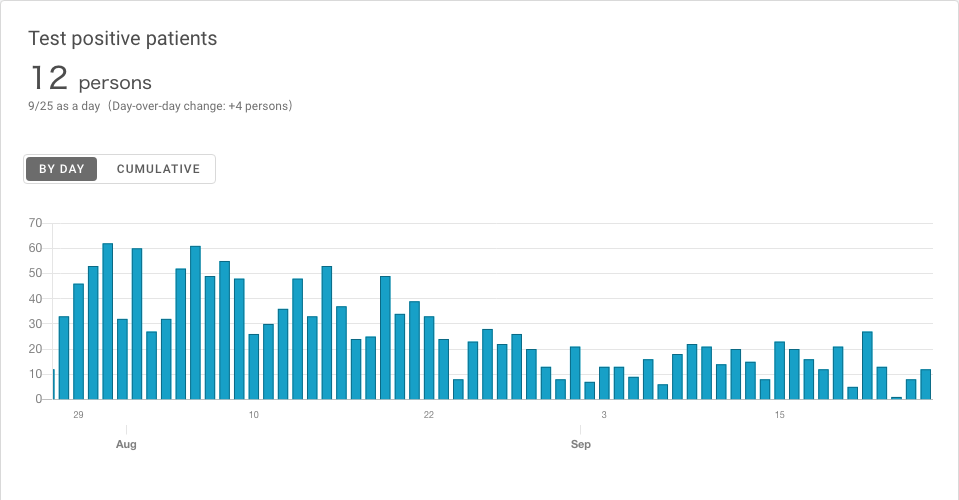 Test positive patients
12 persons
9/25 as a day（Day-over-day change: +4 persons）
BY DAY CUMULATIVE
70
60
50
40
30
20
10
0
29 10 22 3 15
Aug Sep